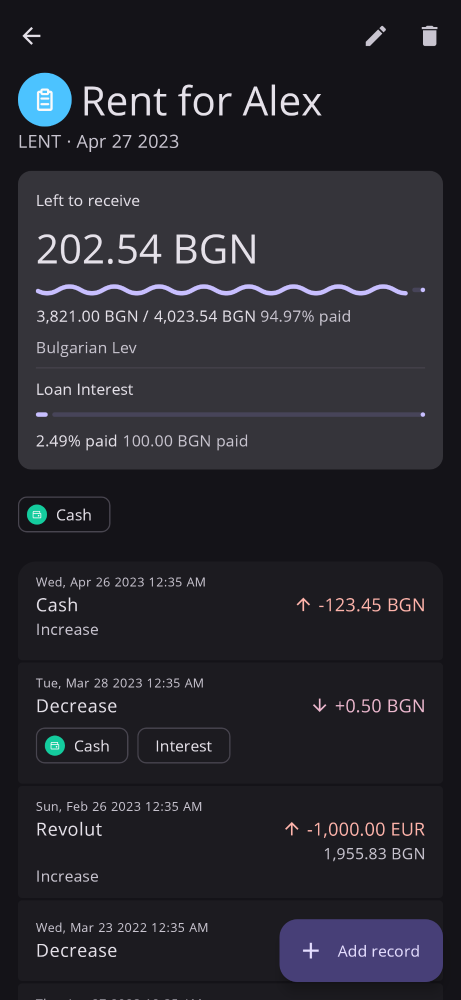 Rent for Alex
LENT · Apr 27 2023
Left to receive
202.54 BGN
3,821.00 BGN / 4,023.54 BGN 94.97% paid
Bulgarian Lev
Loan Interest
2.49% paid 100.00 BGN paid
Cash
Wed, Apr 26 2023 12:35 AM
Cash
-123.45 BGN
Increase
Tue, Mar 28 2023 12:35 AM
Decrease
+0.50 BGN
Cash
Interest
Sun, Feb 26 2023 12:35 AM
Revolut
-1,000.00 EUR
1,955.83 BGN
Increase
Wed, Mar 23 2022 12:35 AM
Decrease
Add record